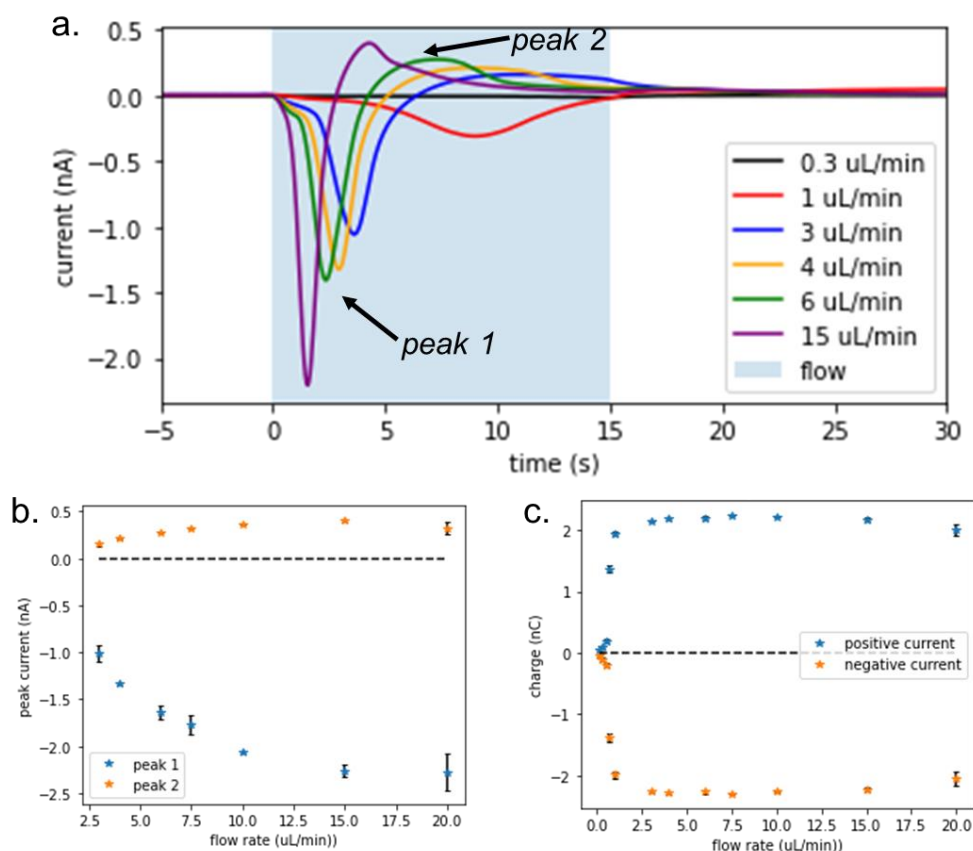 a.
0.5
0.0
−0.5
−1.0
−1.5
−2.0
current (nA)
peak 2
peak 1
0.3 uL/min
1 uL/min
3 uL/min
4 uL/min
6 uL/min
15 uL/min
flow
−5 0 5 10 15 20 25 30
time (s)
b.
0.5
0.0
−0.5
−1.0
−1.5
−2.0
−2.5
peak current (nA)
peak 1
peak 2
2.5 5.0 7.5 10.0 12.5 15.0 17.5 20.0
flow rate (uL/min))
c.
2
1
0
−1
−2
charge (nC)
positive current
negative current
0.0 2.5 5.0 7.5 10.0 12.5 15.0 17.5 20.0
flow rate (uL/min))